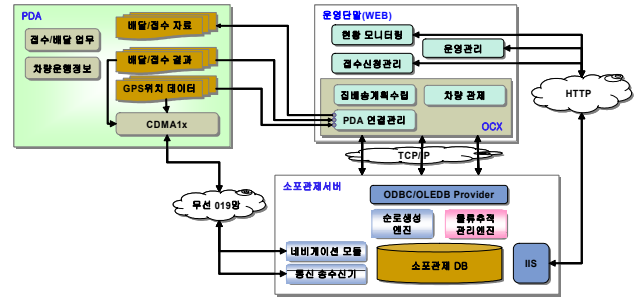 PDA
배달/접수 자료
접수/배달 업무
배달/접수 결과
차량운행정보
GPS위치 데이터
CDMA1x
운영단말(WEB)
현황 모니터링
운영관리
접수신청관리
집배송계획수립
차량 관제
PDA 연결관리
OCX
HTTP
TCP/IP
무선 019망
소포관제서버
ODBC/OLEDB Provider
순로생성
엔진
물류추적
관리엔진
네비게이션 모듈
통신 송수신기
소포관제 DB
IIS